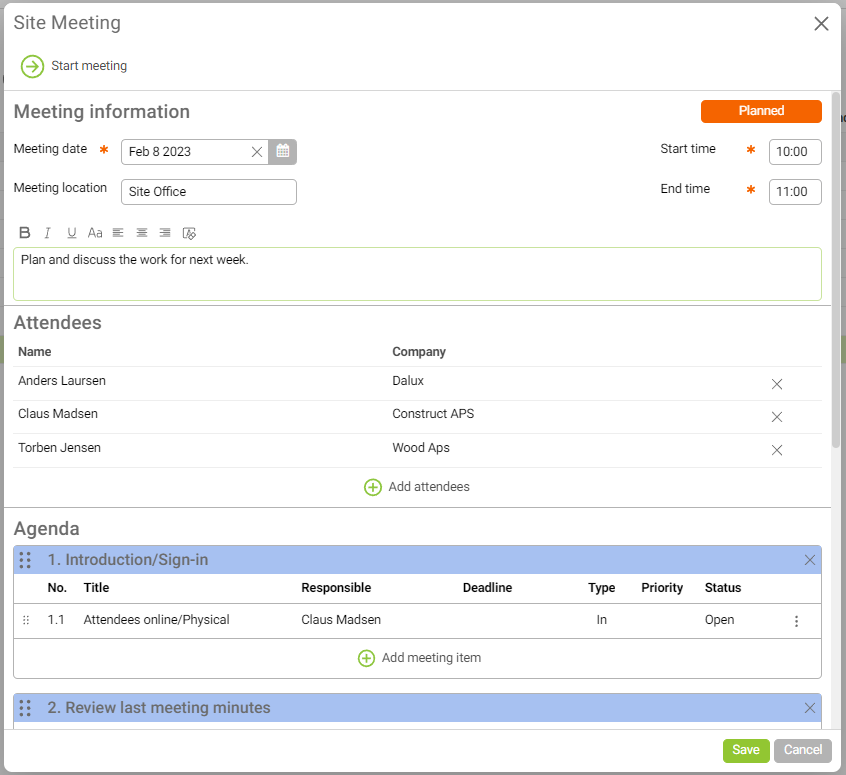 Site Meeting
Start meeting
Meeting information
Planned
Meeting date * Feb 8 2023
Start time * 10:00
Meeting location Site Office
End time * 11:00
B I U Aa
Plan and discuss the work for next week.
Attendees
Name Company
Anders Laursen Dalux
Claus Madsen Construct APS
Torben Jensen Wood Aps
Add attendees
Agenda
1. Introduction/Sign-in
No. Title Responsible Deadline Type Priority Status
1.1 Attendees online/Physical Claus Madsen In Open
Add meeting item
2. Review last meeting minutes
Save Cancel